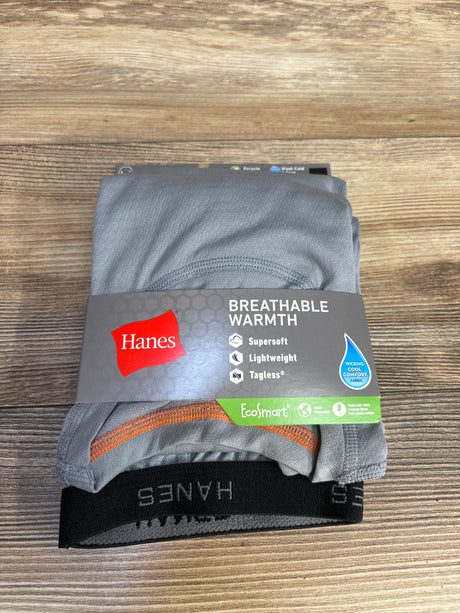 Recycle
Wash Cold
BREATHABLE
WARMTH
Hanes
Supersoft
Lightweight
Tagless®
WICKING
COOL
COMFORT
FABRIC
EcoSmart®
HANES